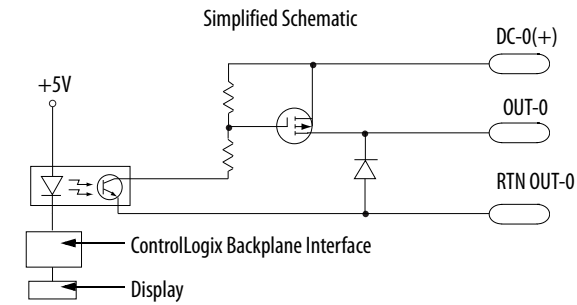 Simplified Schematic
DC-0(+)
+5V
OUT-0
RTN OUT-0
ControlLogix Backplane Interface
Display